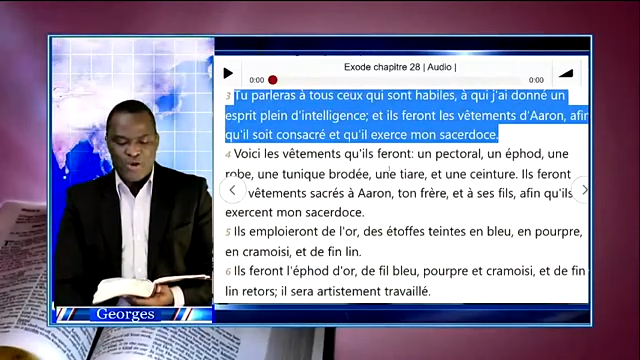 Exode chapitre 28 | Audio |
0:00
0:00
3 Tu parleras à tous ceux qui sont habiles, à qui j'ai donné un
esprit plein d'intelligence; et ils feront les vêtements d'Aaron, afin
qu'il soit consacré et qu'il exerce mon sacerdoce.
4 Voici les vêtements qu'ils feront: un pectoral, un éphod, une
robe, une tunique brodée, une tiare, et une ceinture. Ils feront
vêtements sacrés à Aaron, ton frère, et à ses fils, afin qu'ils
exercent mon sacerdoce.
5 Ils emploieront de l'or, des étoffes teintes en bleu, en pourpre,
en cramoisi, et de fin lin.
6 Ils feront l'éphod d'or, de fil bleu, pourpre et cramoisi, et de fin
lin retors; il sera artistement travaillé.
Georges